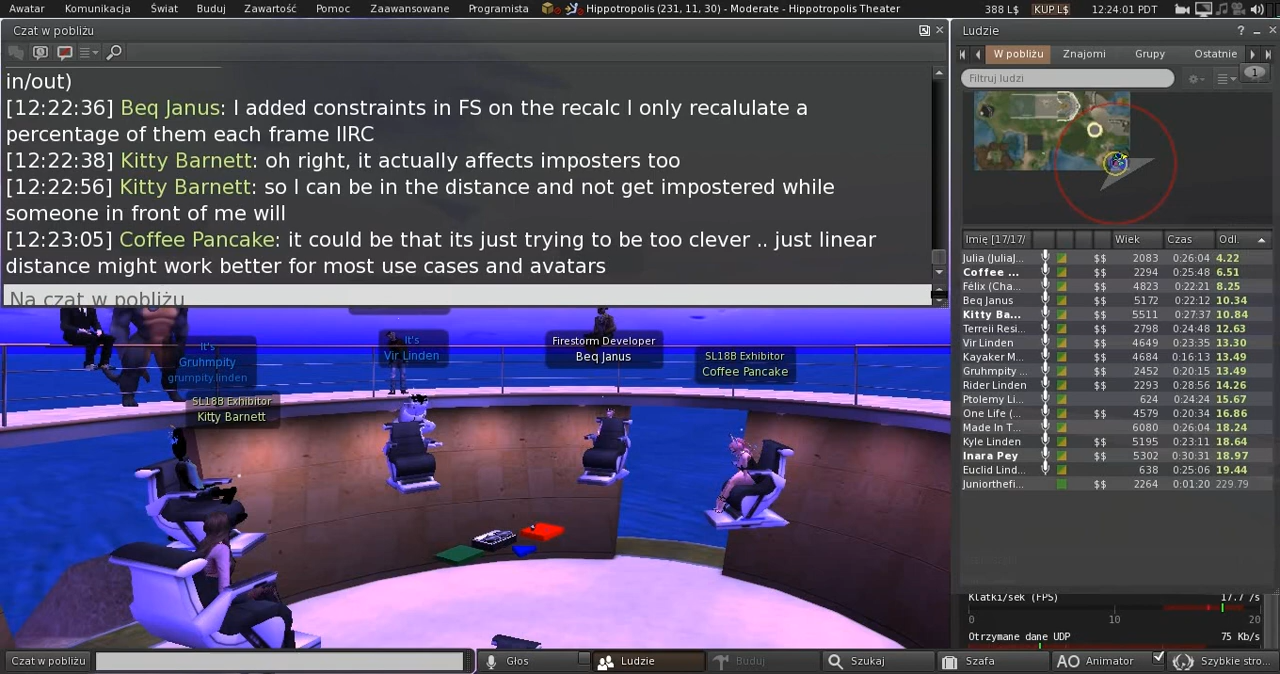 Awatar Komunikacja Świat Buduj Zawartość Pomoc Zaawansowane Programista Hippotropolis (231, 11, 30) - Moderate - Hippotropolis Theater 388 L$ KUP L$ 12:24:01 PDT
Czat w pobliżu
in/out)
[12:22:36] Beq Janus: I added constraints in FS on the recalc I only recalulate a
percentage of them each frame IIRC
[12:22:38] Kitty Barnett: oh right, it actually affects imposters too
[12:22:56] Kitty Barnett: so I can be in the distance and not get impostered while
someone in front of me will
[12:23:05] Coffee Pancake: it could be that its just trying to be too clever .. just linear
distance might work better for most use cases and avatars
Na czat w pobliżu
It's
Gruhmpity
grumpity.linden
SL18B Exhibitor
Kitty Barnett
It's
Vir Linden
Firestorm Developer
Beq Janus
SL18B Exhibitor
Coffee Pancake
Ludzie
W pobliżu Znajomi Grupy Ostatnie
Filtruj ludzi
1
Imię [17/17/ Wiek Czas Odl.
Julia (JuliaJ... $$ 2083 0:26:04 4.22
Coffee ... $$ 2294 0:25:48 6.51
Félix (Cha... $$ 4823 0:22:21 8.25
Beq Janus $$ 5172 0:22:12 10.34
Kitty Ba... $$ 5511 0:27:37 10.84
Terreii Resi... $$ 2798 0:24:48 12.63
Vir Linden $$ 4649 0:23:35 13.30
Kayaker M... $$ 4684 0:16:13 13.49
Gruhmpity ... $$ 2452 0:20:15 13.49
Rider Linden $$ 2293 0:28:56 14.26
Ptolemy Li... 624 0:24:24 15.67
One Life (... $$ 4579 0:20:34 16.86
Made In T... 6080 0:26:04 18.24
Kyle Linden $$ 5195 0:23:11 18.64
Inara Pey $$ 5302 0:30:31 18.97
Euclid Lind... 638 0:25:06 19.44
Juniorthefi... $$ 2264 0:01:20 229.79
Klatki/sek (FPS) 17.7 /s
0 10 20
Otrzymane dane UDP 75 Kb/s
Czat w pobliżu Głos Ludzie Buduj Szukaj Szafa AO Animator Szybkie stro...